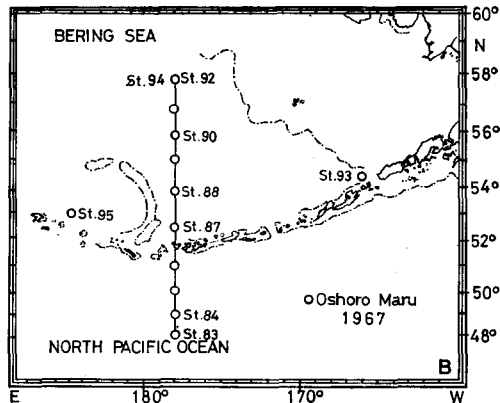 60°
BERING SEA
N
St.94 St.92
58°
St.90
56°
St.93
54°
St.88
St.95
St.87
52°
50°
Oshoro Maru
1967
St.84
St.83
48°
NORTH PACIFIC OCEAN
B
E 180° 170° W